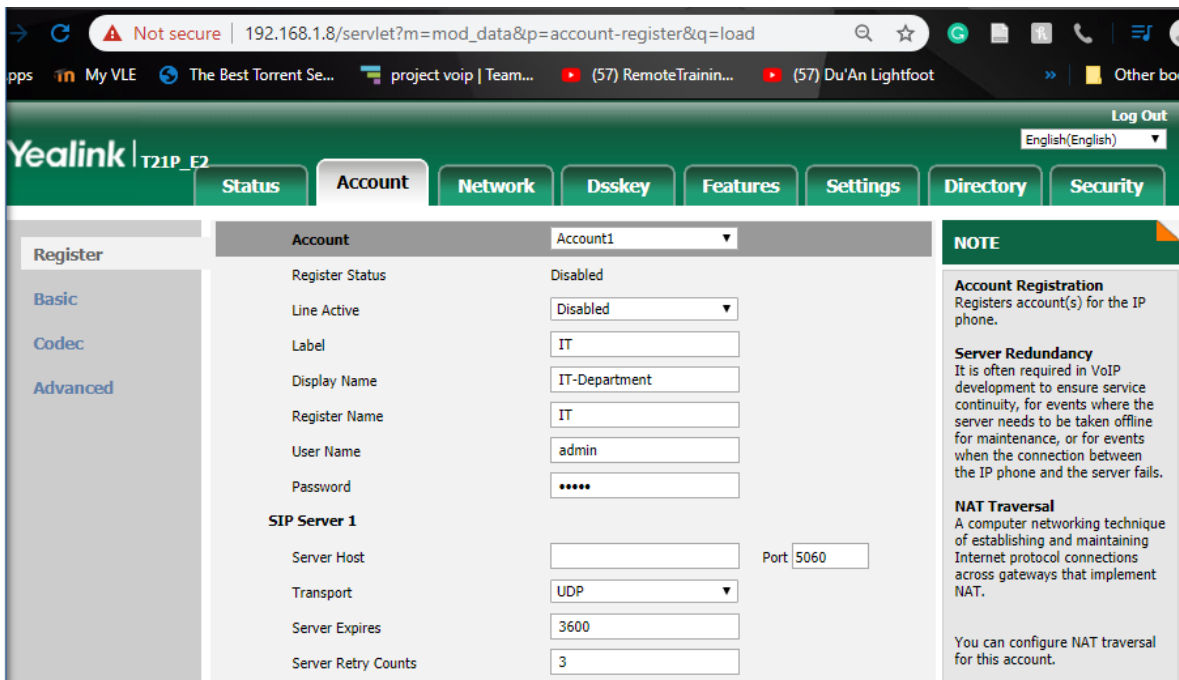 Not secure | 192.168.1.8/servlet?m=mod_data&p=account-register&q=load
pps My VLE The Best Torrent Se... project voip | Team... (57) RemoteTrainin... (57) Du'An Lightfoot » Other bo
Log Out
English(English)
Yealink | T21P_E2
Status Account Network Dsskey Features Settings Directory Security
Register
Basic
Codec
Advanced
Account Account1
Register Status Disabled
Line Active Disabled
Label IT
Display Name IT-Department
Register Name IT
User Name admin
Password •••••
SIP Server 1
Server Host Port 5060
Transport UDP
Server Expires 3600
Server Retry Counts 3
NOTE
Account Registration
Registers account(s) for the IP
phone.
Server Redundancy
It is often required in VoIP
development to ensure service
continuity, for events where the
server needs to be taken offline
for maintenance, or for events
when the connection between
the IP phone and the server fails.
NAT Traversal
A computer networking technique
of establishing and maintaining
Internet protocol connections
across gateways that implement
NAT.
You can configure NAT traversal
for this account.